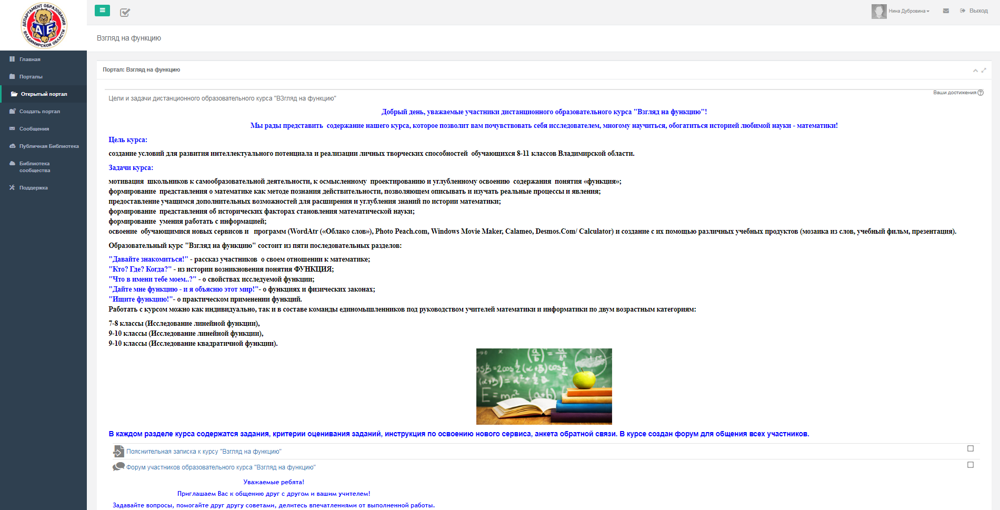 ДЕПАРТАМЕНТ ОБРАЗОВАНИЯ
ВЛАДИМИРСКОЙ ОБЛАСТИ
А Б
Нина Дубровина
Выход
Взгляд на функцию
Главная
Порталы
Открытый портал
Создать портал
Сообщения
Публичная Библиотека
Библиотека
сообщества
Поддержка
Портал: Взгляд на функцию
Ваши достижения
Цели и задачи дистанционного образовательного курса "ВЗгляд на функцию"
Добрый день, уважаемые участники дистанционного образовательного курса "Взгляд на функцию"!
Мы рады представить содержание нашего курса, которое позволит вам почувствовать себя исследователем, многому научиться, обогатиться историей любимой науки - математики!
Цель курса:
создание условий для развития интеллектуального потенциала и реализации личных творческих способностей обучающихся 8-11 классов Владимирской области.
Задачи курса:
мотивация школьников к самообразовательной деятельности, к осмысленному проектированию и углубленному освоению содержания понятия «функция»;
формирование представления о математике как методе познания действительности, позволяющем описывать и изучать реальные процессы и явления;
предоставление учащимся дополнительных возможностей для расширения и углубления знаний по истории математики;
формирование представления об исторических факторах становления математической науки;
формирование умения работать с информацией;
освоение обучающимися новых сервисов и программ (WordAtr («Облако слов»), Photo Peach.com, Windows Movie Maker, Calameo, Desmos.Com/ Calculator) и создание с их помощью различных учебных продуктов (мозаика из слов, учебный фильм, презентация).
Образовательный курс "Взгляд на функцию" состоит из пяти последовательных разделов:
"Давайте знакомиться!" - рассказ участников о своем отношении к математике;
"Кто? Где? Когда?" - из истории возникновения понятия ФУНКЦИЯ;
"Что в имени тебе моем..?" - о свойствах исследуемой функции;
"Дайте мне функцию - и я объясню этот мир!"- о функциях и физических законах;
"Ищите функцию!"- о практическом применении функций.
Работать с курсом можно как индивидуально, так и в составе команды единомышленников под руководством учителей математики и информатики по двум возрастным категориям:
7-8 классы (Исследование линейной функции),
9-10 классы (Исследование линейной функции),
9-10 классы (Исследование квадратичной функции).
В каждом разделе курса содержатся задания, критерии оценивания заданий, инструкция по освоению нового сервиса, анкета обратной связи. В курсе создан форум для общения всех участников.
Пояснительная записка к курсу "Взгляд на функцию"
Форум участников образовательного курса "Взгляд на функцию"
Уважаемые ребята!
Приглашаем Вас к общению друг с другом и вашим учителем!
Задавайте вопросы, помогайте друг другу советами, делитесь впечатлениями от выполненной работы.